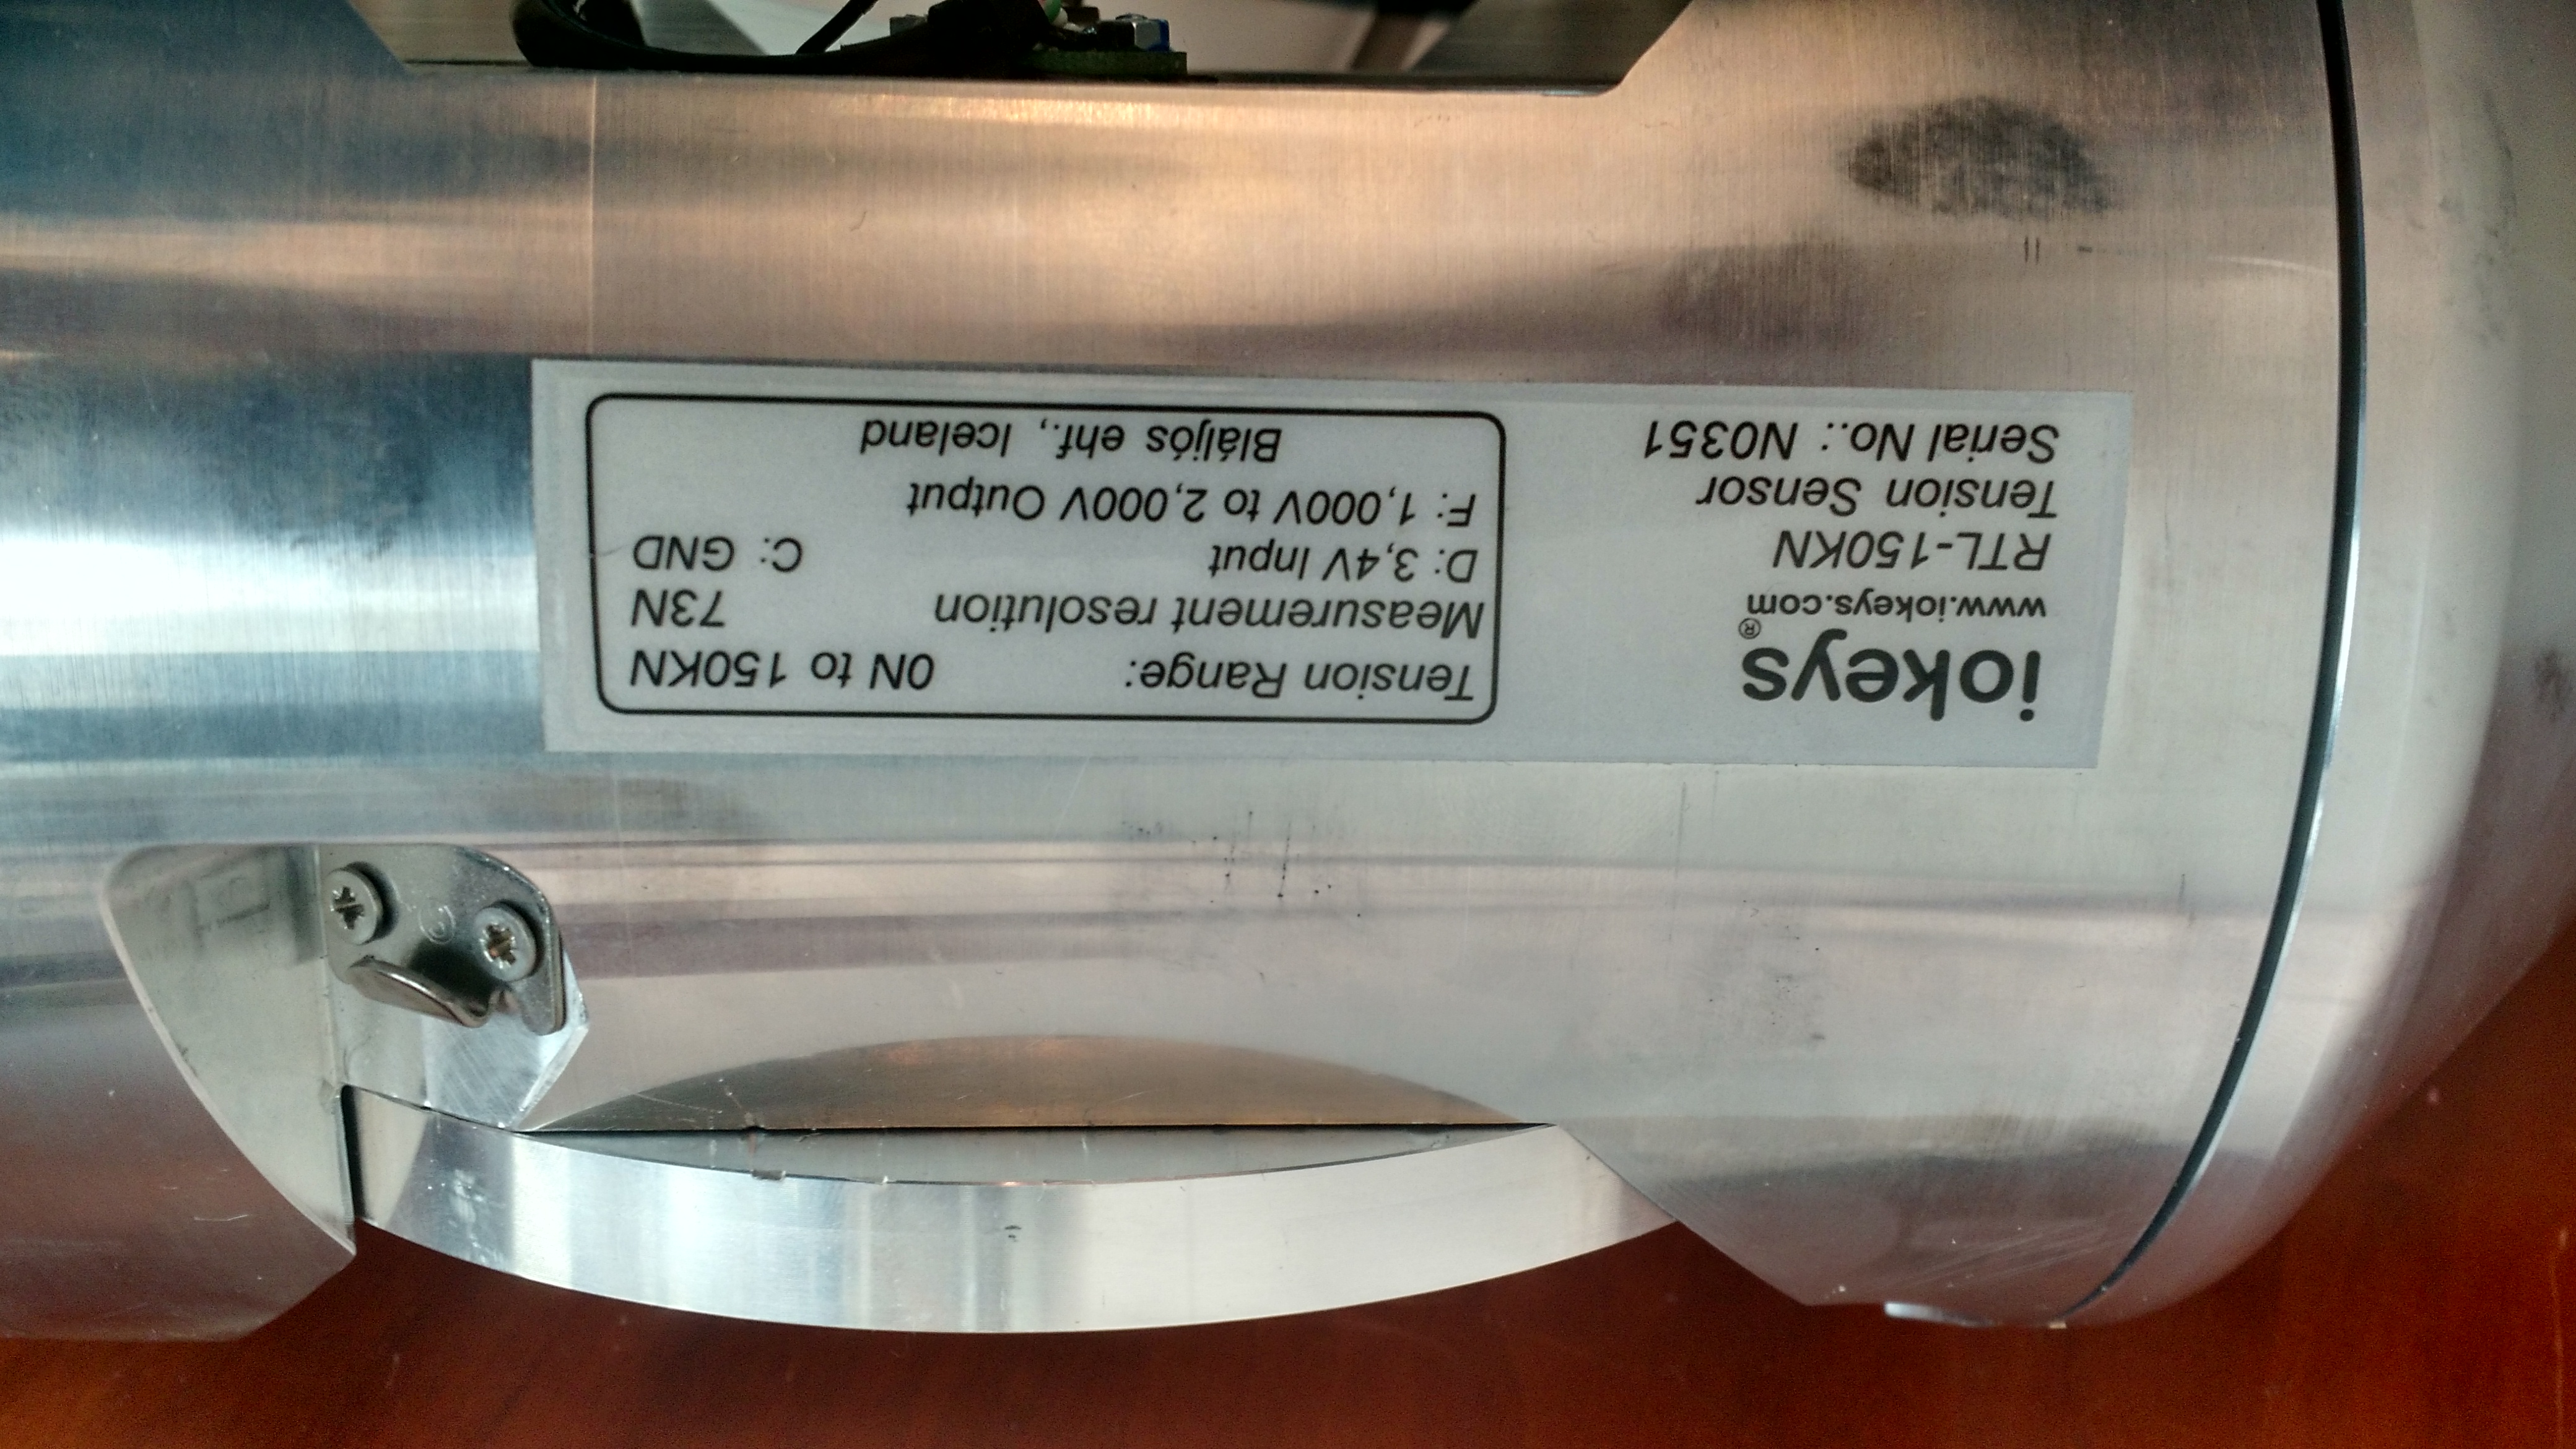 iokeys®
www.iokeys.com
RTL-150KN
Tension Sensor
Serial No.: N0351
Tension Range: 0N to 150KN
Measurement resolution 73N
D: 3,4V Input C: GND
F: 1,000V to 2,000V Output
Bláljós ehf., Iceland